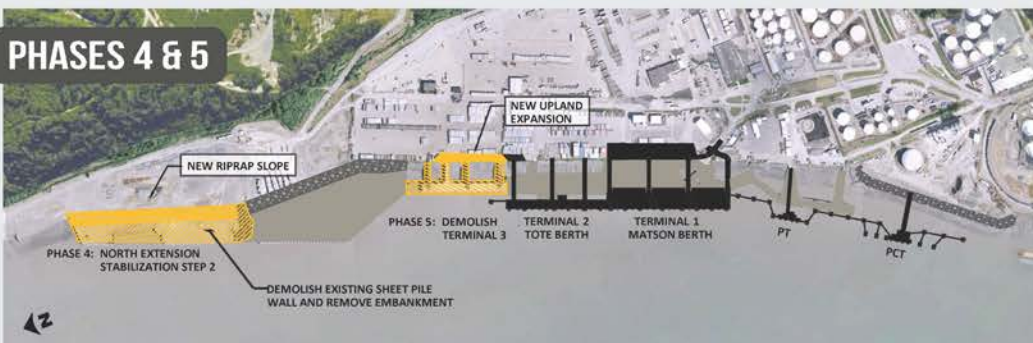 PHASES 4 & 5
NEW UPLAND
EXPANSION
NEW RIPRAP SLOPE
PHASE 5: DEMOLISH
TERMINAL 3
TERMINAL 2
TOTE BERTH
TERMINAL 1
MATSON BERTH
PT
PCT
PHASE 4: NORTH EXTENSION
STABILIZATION STEP 2
DEMOLISH EXISTING SHEET PILE
WALL AND REMOVE EMBANKMENT
N